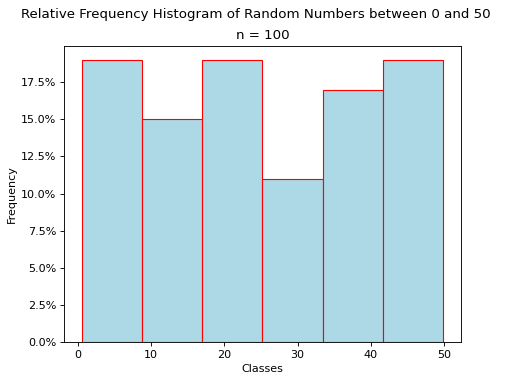 Relative Frequency Histogram of Random Numbers between 0 and 50
n = 100
17.5%
15.0%
12.5%
10.0%
7.5%
5.0%
2.5%
0.0%
Frequency
0 10 20 30 40 50
Classes